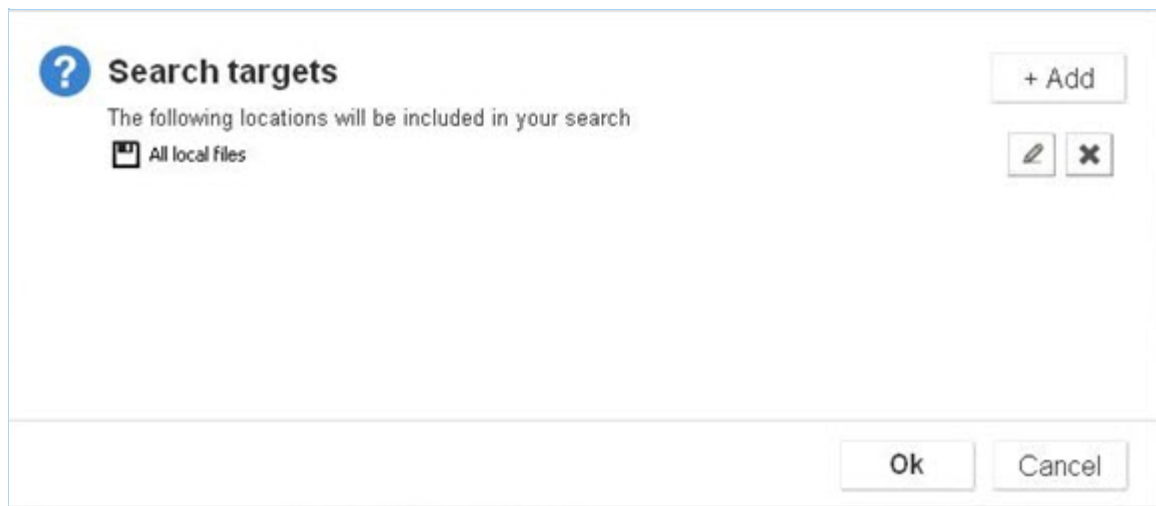 Search targets
+ Add
The following locations will be included in your search
All local files
Ok
Cancel